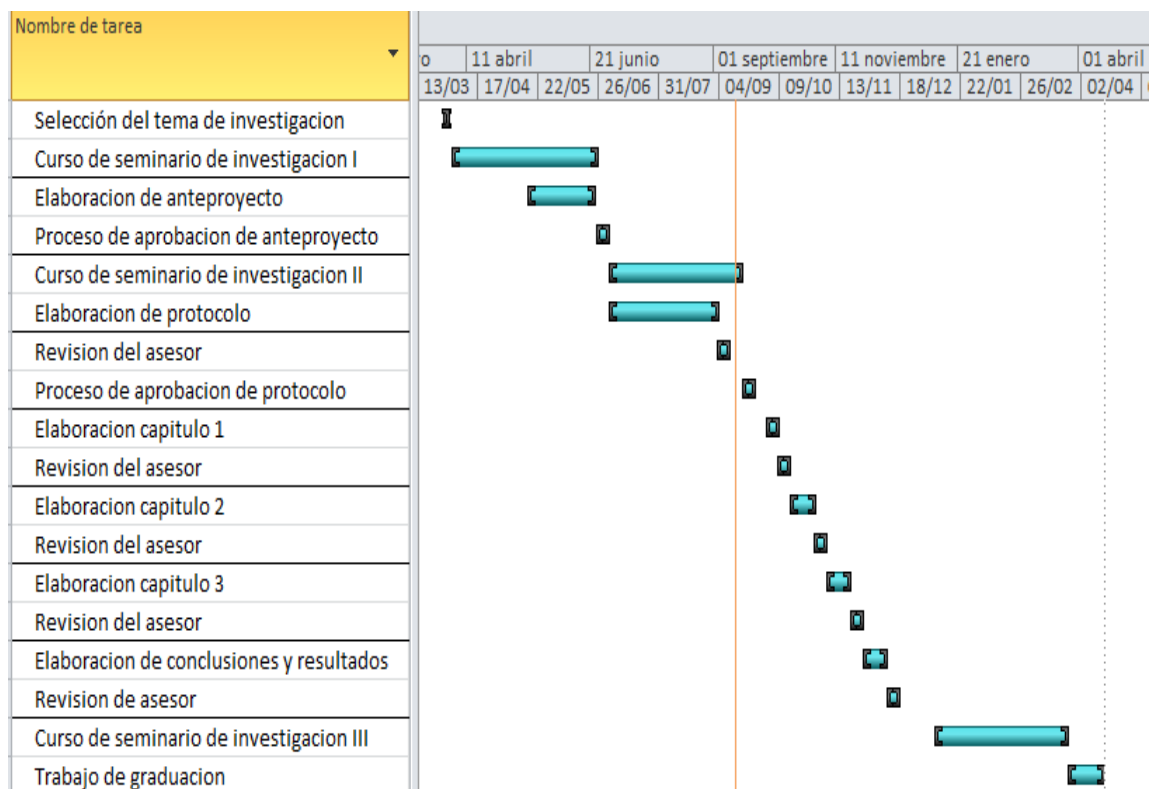 Nombre de tarea
ro 11 abril 21 junio 01 septiembre 11 noviembre 21 enero 01 abril
13/03 17/04 22/05 26/06 31/07 04/09 09/10 13/11 18/12 22/01 26/02 02/04
Selección del tema de investigacion
Curso de seminario de investigacion I
Elaboracion de anteproyecto
Proceso de aprobacion de anteproyecto
Curso de seminario de investigacion II
Elaboracion de protocolo
Revision del asesor
Proceso de aprobacion de protocolo
Elaboracion capitulo 1
Revision del asesor
Elaboracion capitulo 2
Revision del asesor
Elaboracion capitulo 3
Revision del asesor
Elaboracion de conclusiones y resultados
Revision de asesor
Curso de seminario de investigacion III
Trabajo de graduacion